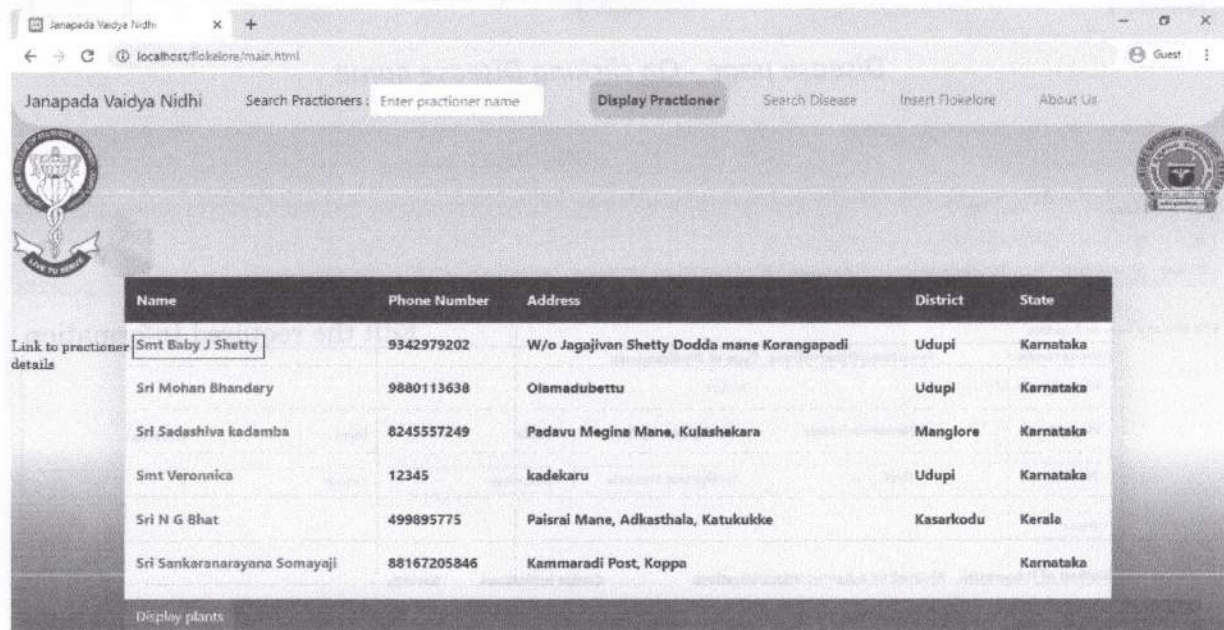 Janapada Vaidya Nidhi
localhost/flokelore/main.html
Guest
Janapada Vaidya Nidhi Search Practioners : Enter practioner name Display Practioner Search Disease Insert Flokelore About Us
LIVE TO SERVE
Name Phone Number Address District State
Link to practioner details
Smt Baby J Shetty 9342979202 W/o Jagajivan Shetty Dodda mane Korangapadi Udupi Karnataka
Sri Mohan Bhandary 9880113638 Olamadubettu Udupi Karnataka
Sri Sadashiva kadamba 8245557249 Padavu Megina Mane, Kulashekara Manglore Karnataka
Smt Veronnica 12345 kadekaru Udupi Karnataka
Sri N G Bhat 499895775 Paisrai Mane, Adkasthala, Katukukke Kasarkodu Kerala
Sri Sankaranarayana Somayaji 88167205846 Kammaradi Post, Koppa Karnataka
Display plants